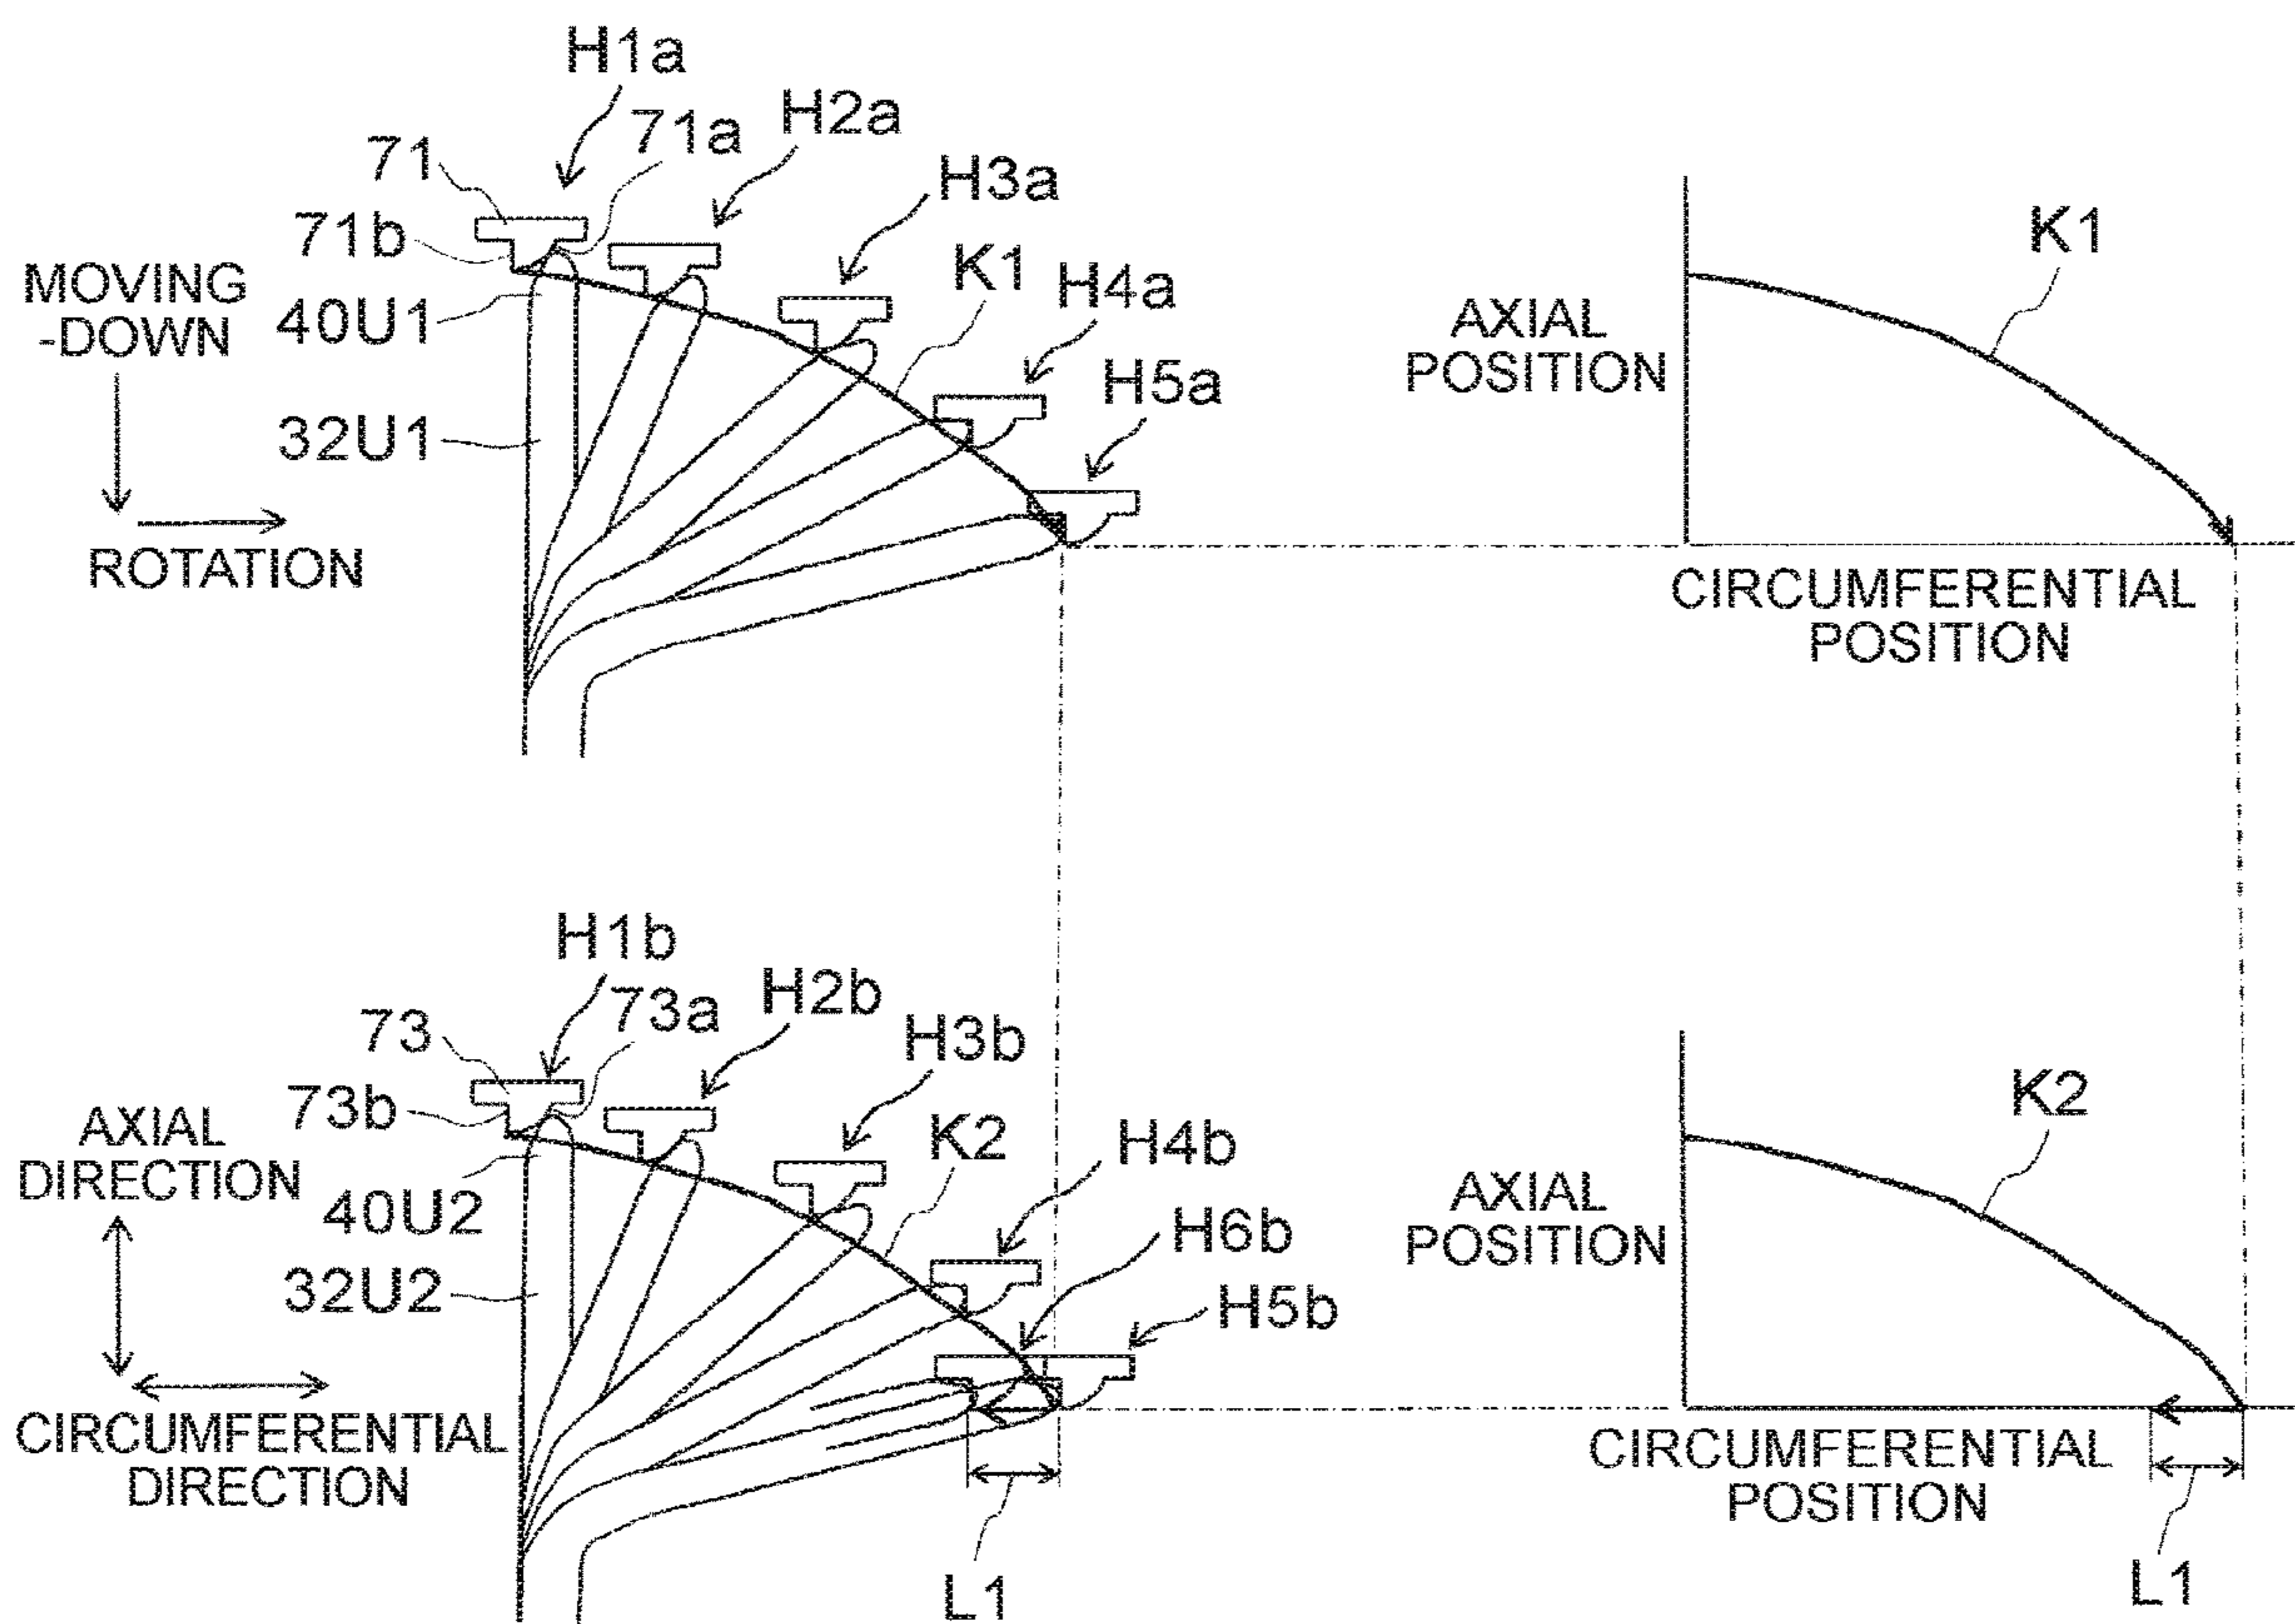 H1a
71a
H2a
71
H3a
71b
K1
H4a
MOVING
-DOWN
40U1
H5a
32U1
ROTATION
AXIAL
POSITION
K1
CIRCUMFERENTIAL
POSITION
H1b
73a
H2b
73
H3b
73b
K2
H4b
AXIAL
DIRECTION
40U2
H6b
32U2
H5b
CIRCUMFERENTIAL
DIRECTION
L1
AXIAL
POSITION
K2
CIRCUMFERENTIAL
POSITION
L1